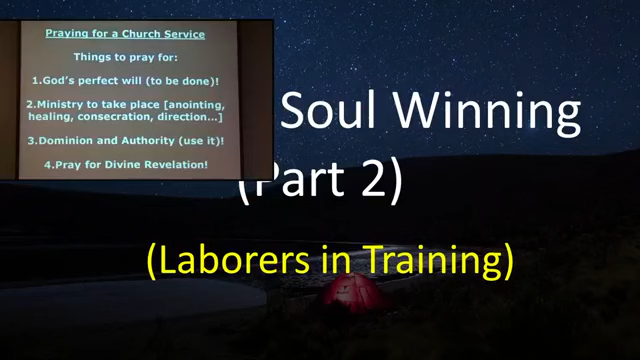 Praying for a Church Service
Things to pray for:
1.God's perfect will (to be done)!
2.Ministry to take place [anointing,
healing, consecration, direction...]
3.Dominion and Authority (use it)!
4.Pray for Divine Revelation!
Soul Winning
(Part 2)
(Laborers in Training)